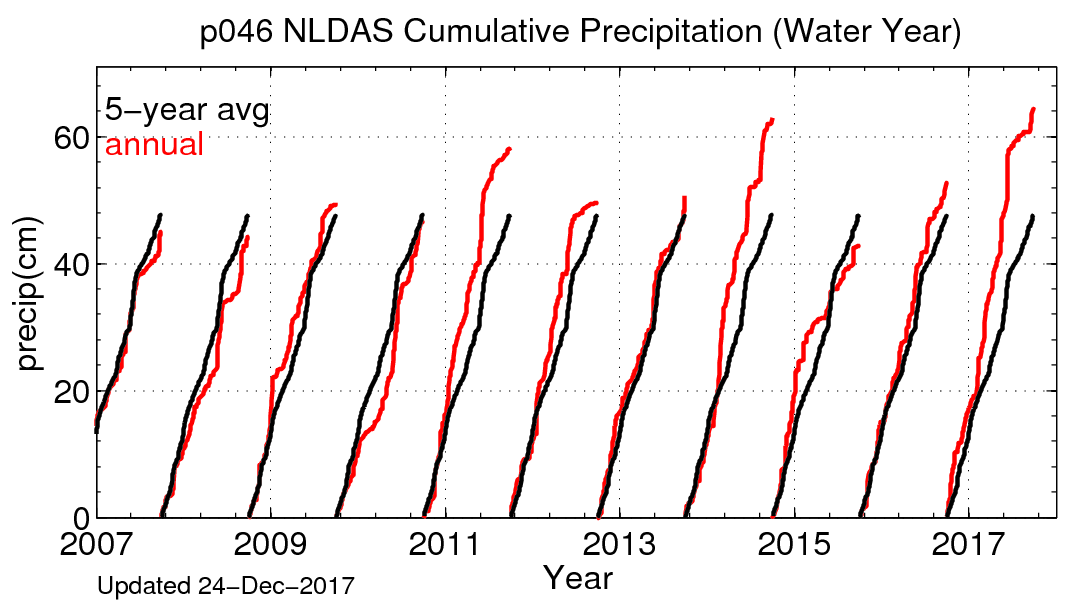 p046 NLDAS Cumulative Precipitation (Water Year)
5−year avg
annual
precip(cm)
60
40
20
0
2007 2009 2011 2013 2015 2017
Year
Updated 24−Dec−2017